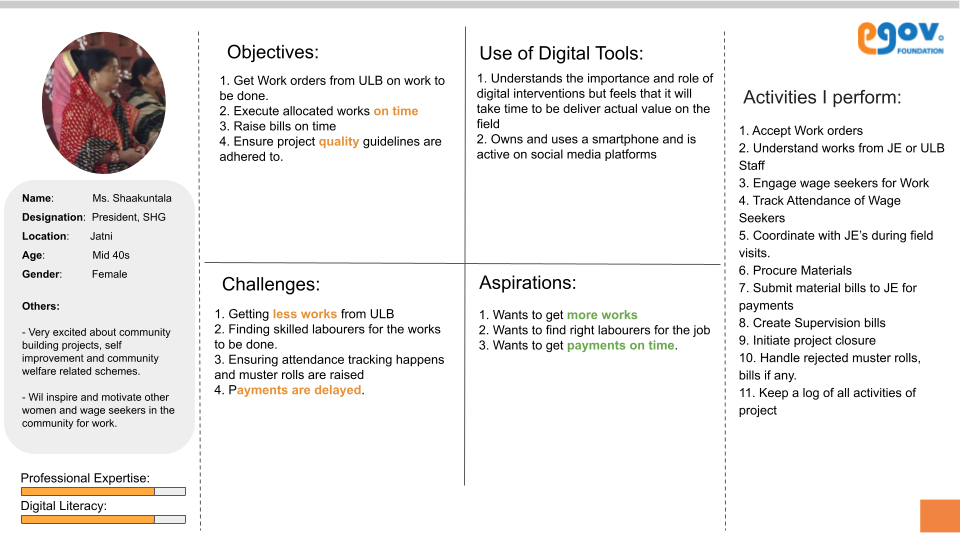 Name: Ms. Shaakuntala
Designation: President, SHG
Location: Jatni
Age: Mid 40s
Gender: Female
Others:
- Very excited about community
building projects, self
improvement and community
welfare related schemes.
- Wil inspire and motivate other
women and wage seekers in the
community for work.
Professional Expertise:
Digital Literacy:
Objectives:
1. Get Work orders from ULB on work to
be done.
2. Execute allocated works on time
3. Raise bills on time
4. Ensure project quality guidelines are
adhered to.
Use of Digital Tools:
1. Understands the importance and role of
digital interventions but feels that it will
take time to be deliver actual value on the
field
2. Owns and uses a smartphone and is
active on social media platforms
Challenges:
1. Getting less works from ULB
2. Finding skilled labourers for the works
to be done.
3. Ensuring attendance tracking happens
and muster rolls are raised
4. Payments are delayed.
Aspirations:
1. Wants to get more works
2. Wants to find right labourers for the job
3. Wants to get payments on time.
egov.
FOUNDATION
Activities I perform:
1. Accept Work orders
2. Understand works from JE or ULB
Staff
3. Engage wage seekers for Work
4. Track Attendance of Wage
Seekers
5. Coordinate with JE's during field
visits.
6. Procure Materials
7. Submit material bills to JE for
payments
8. Create Supervision bills
9. Initiate project closure
10. Handle rejected muster rolls,
bills if any.
11. Keep a log of all activities of
project